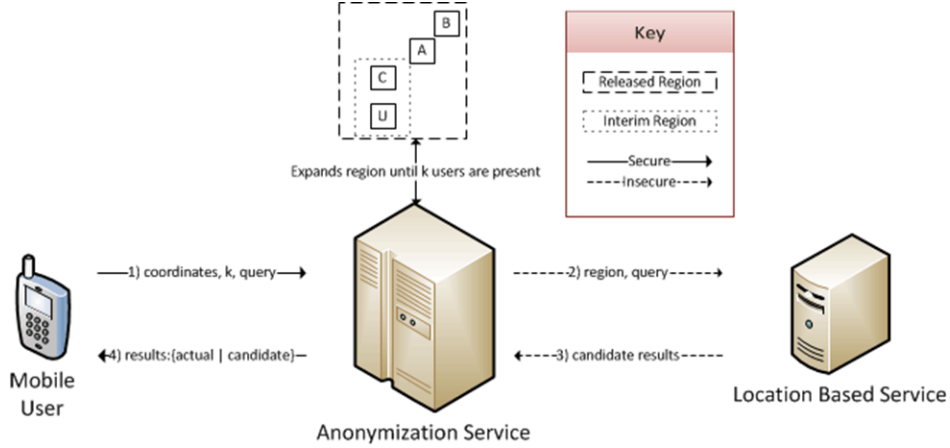 B
A
C
U
Key
Released Region
Interim Region
Secure
Insecure
Expands region until k users are present
1) coordinates, k, query
2) region, query
4) results:{actual | candidate}
3) candidate results
Mobile
User
Anonymization Service
Location Based Service